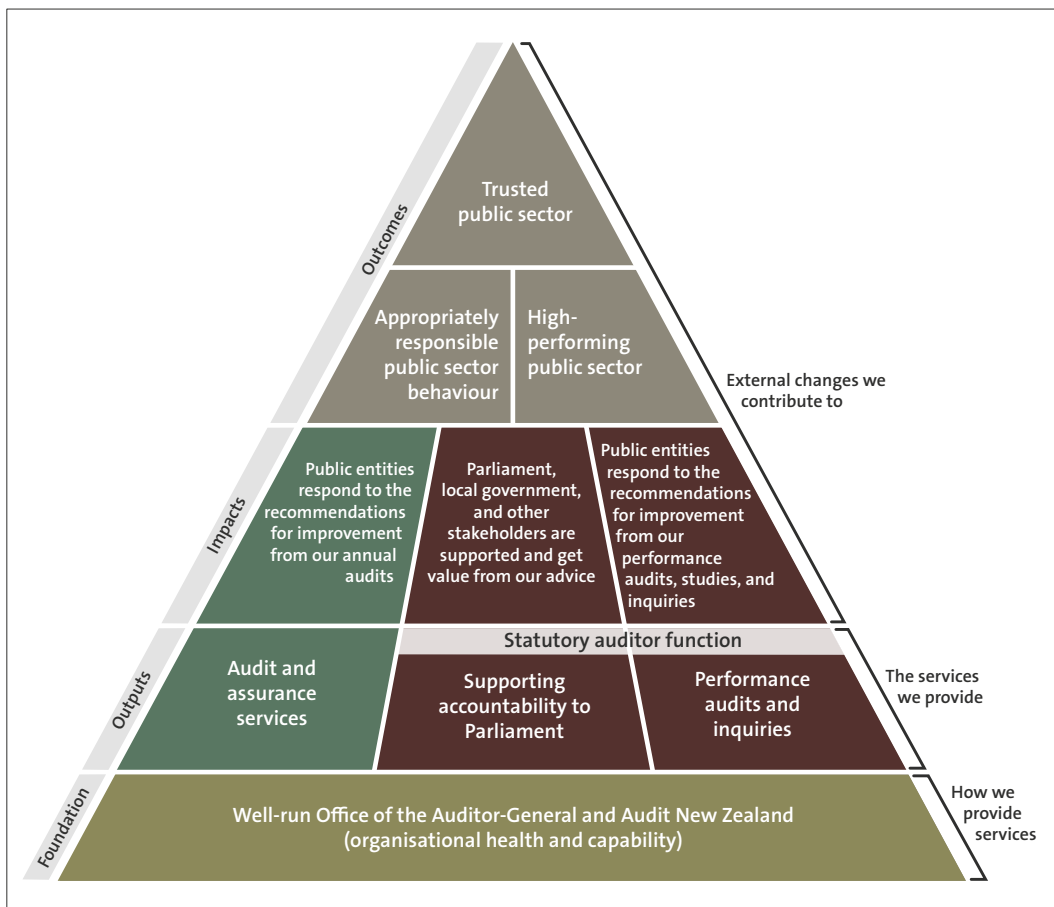 Trusted
public sector
Outcomes
Appropriately
responsible
public sector
behaviour
High-
performing
public sector
External changes we
contribute to
Public entities
respond to the
recommendations
for improvement
from our annual
audits
Parliament,
local government,
and other
stakeholders are
supported and get
value from our advice
Public entities
respond to the
recommendations
for improvement
from our
performance
audits, studies, and
inquiries
Impacts
Statutory auditor function
Audit and
assurance
services
Supporting
accountability to
Parliament
Performance
audits and
inquiries
Outputs
The services
we provide
Well-run Office of the Auditor-General and Audit New Zealand
(organisational health and capability)
Foundation
How we
provide
services